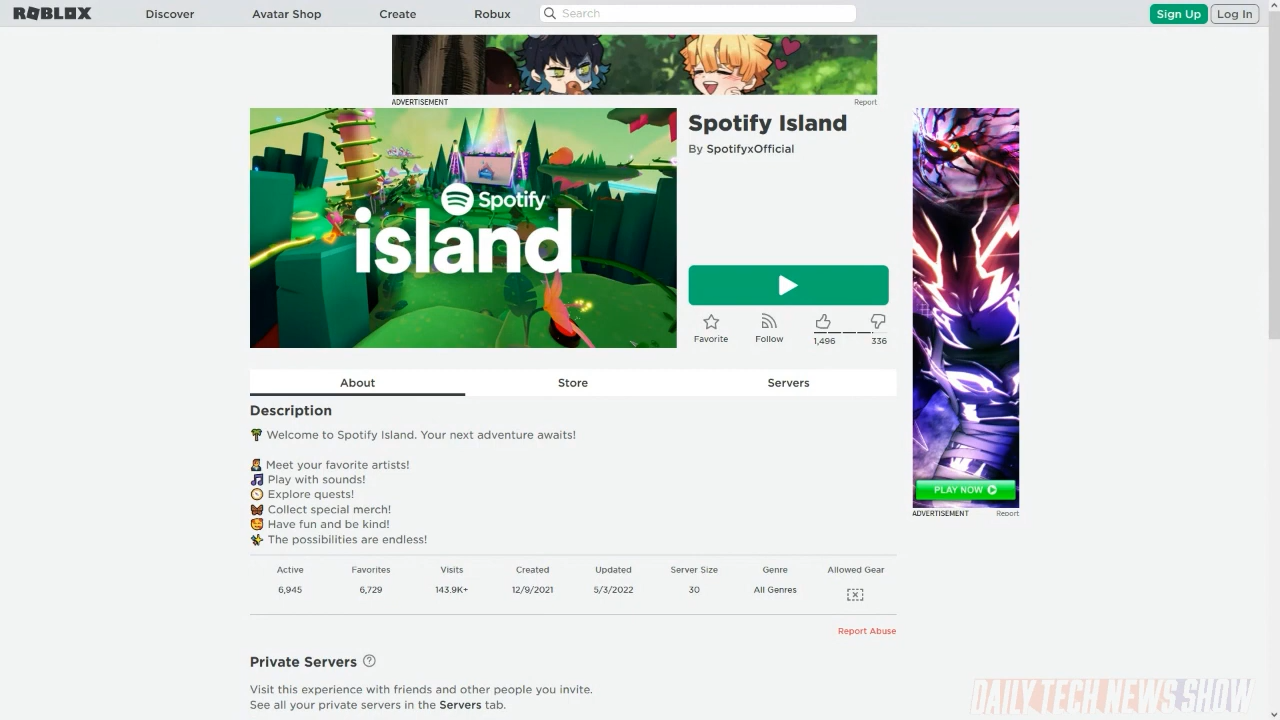 ROBLOX Discover Avatar Shop Create Robux Search Sign Up Log In
ADVERTISEMENT Report
Spotify
island
Spotify Island
By SpotifyxOfficial
Favorite Follow 1,496 336
PLAY NOW
ADVERTISEMENT Report
About Store Servers
Description
Welcome to Spotify Island. Your next adventure awaits!
Meet your favorite artists!
Play with sounds!
Explore quests!
Collect special merch!
Have fun and be kind!
The possibilities are endless!
Active Favorites Visits Created Updated Server Size Genre Allowed Gear
6,945 6,729 143.9K+ 12/9/2021 5/3/2022 30 All Genres
Report Abuse
Private Servers ?
Visit this experience with friends and other people you invite.
See all your private servers in the Servers tab.
DAILY TECH NEWS SHOW